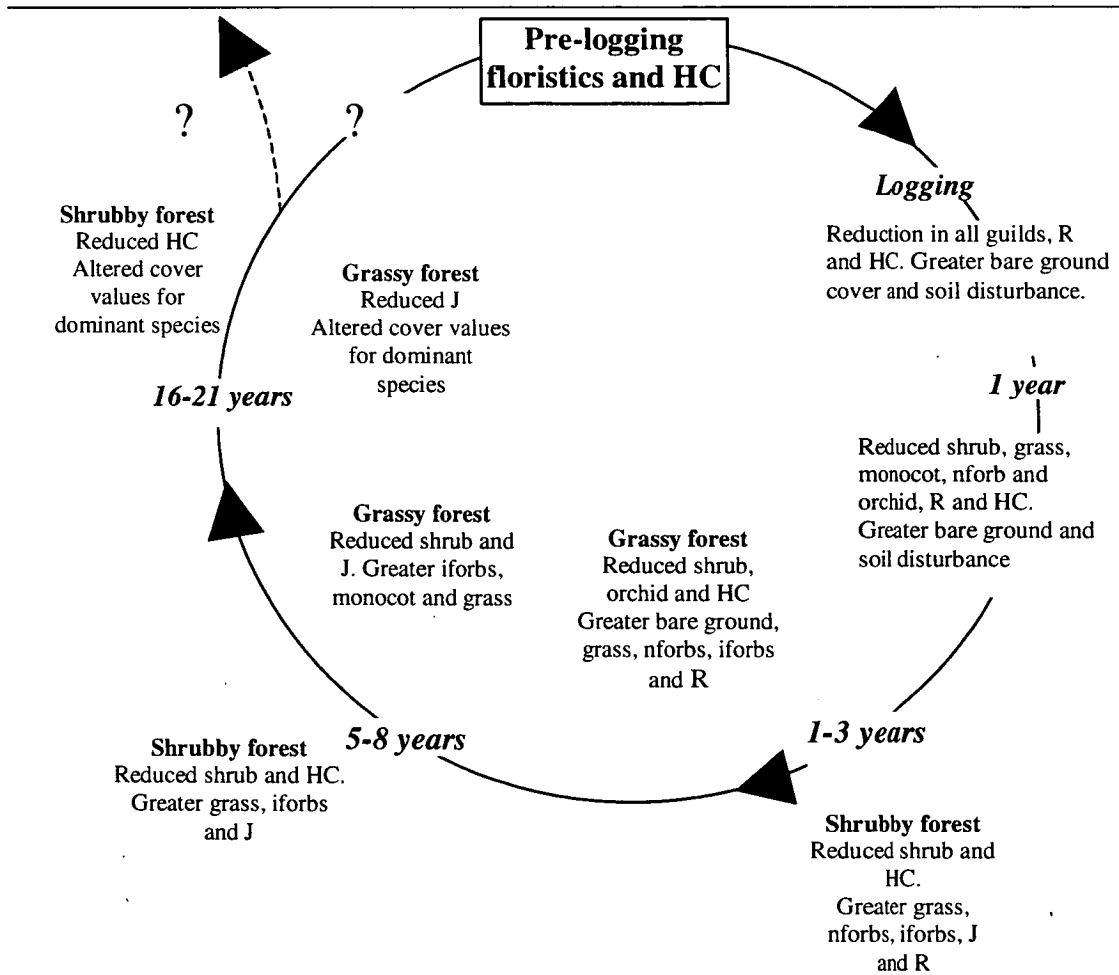 Pre-logging
floristics and HC
?
?
Logging
Reduction in all guilds, R
and HC. Greater bare ground
cover and soil disturbance.
1 year
Reduced shrub, grass,
monocot, nforb and
orchid, R and HC.
Greater bare ground and
soil disturbance
1-3 years
Grassy forest
Reduced shrub,
orchid and HC
Greater bare ground,
grass, nforbs, iforbs
and R
Shrubby forest
Reduced shrub and
HC.
Greater grass,
nforbs, iforbs, J
and R
5-8 years
Grassy forest
Reduced shrub and
J. Greater iforbs,
monocot and grass
Shrubby forest
Reduced shrub and HC.
Greater grass, iforbs
and J
16-21 years
Shrubby forest
Reduced HC
Altered cover
values for
dominant species
Grassy forest
Reduced J
Altered cover values
for dominant
species